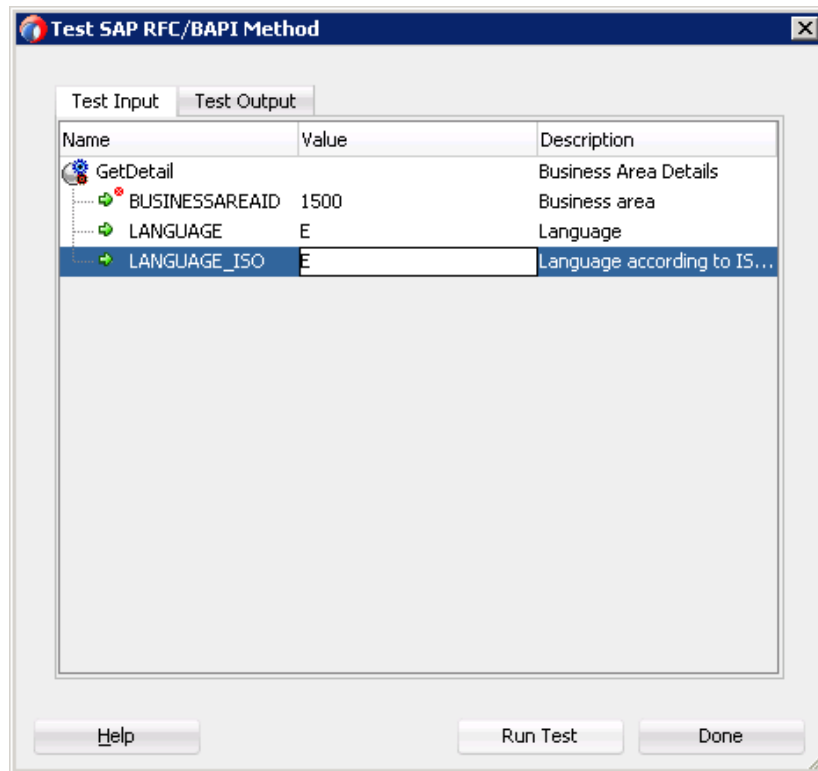 Test SAP RFC/BAPI Method
Test Input Test Output
Name Value Description
GetDetail Business Area Details
BUSINESSAREAID 1500 Business area
LANGUAGE E Language
LANGUAGE_ISO E Language according to IS...
Help Run Test Done